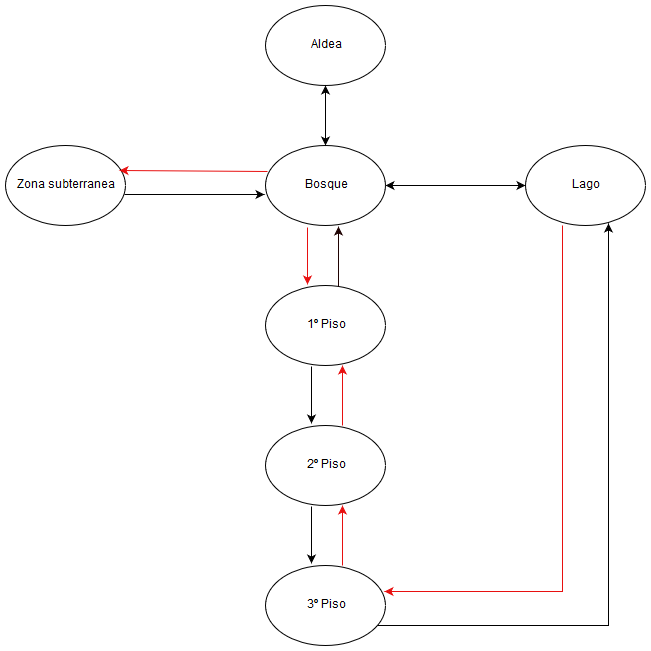 Aldea
Zona subterranea
Bosque
Lago
1º Piso
2º Piso
3º Piso